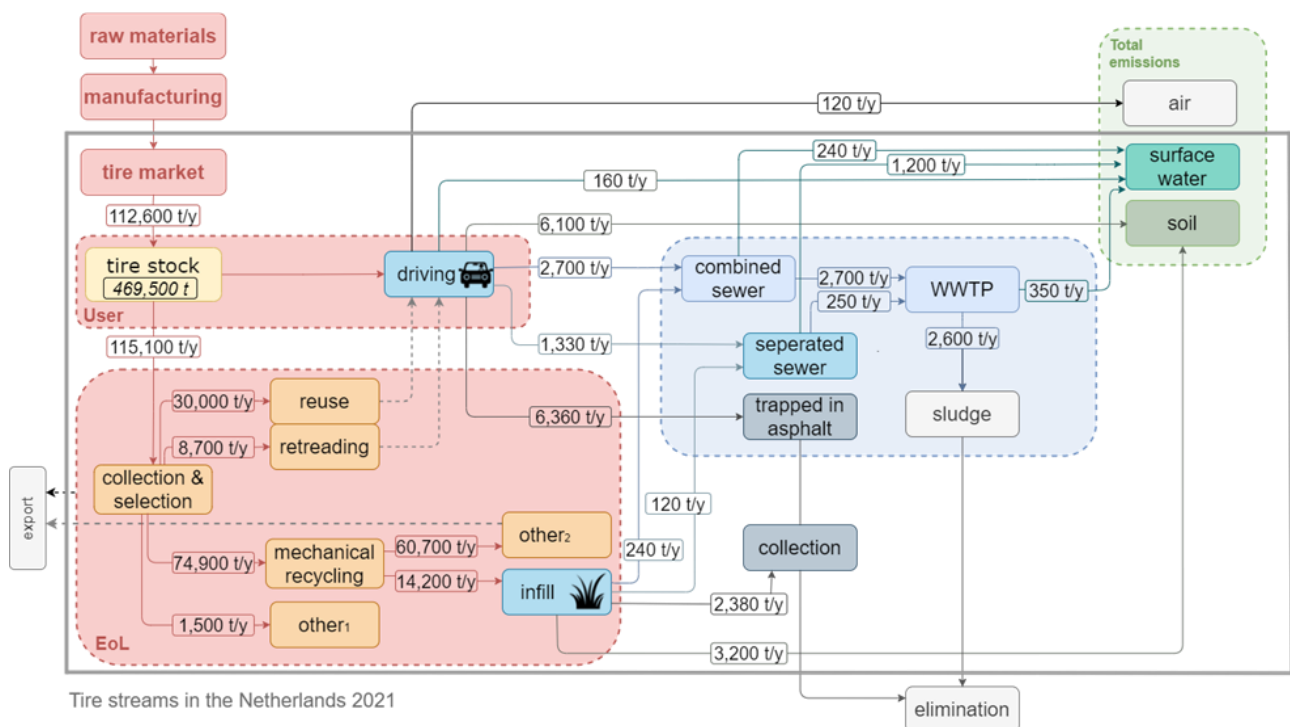 raw materials
Total
emissions
manufacturing
120 t/y
air
tire market
240 t/y
surface
water
1,200 t/y
160 t/y
112,600 t/y
6,100 t/y
soil
tire stock
469,500 t
driving
2,700 t/y
combined
sewer
2,700 t/y
250 t/y
WWTP
350 t/y
User
115,100 t/y
1,330 t/y
seperated
sewer
2,600 t/y
30,000 t/y
reuse
6,360 t/y
trapped in
asphalt
sludge
8,700 t/y
retreading
collection &
selection
export
120 t/y
74,900 t/y
mechanical
recycling
60,700 t/y
other₂
240 t/y
collection
14,200 t/y
infill
2,380 t/y
1,500 t/y
other₁
EoL
3,200 t/y
Tire streams in the Netherlands 2021
elimination